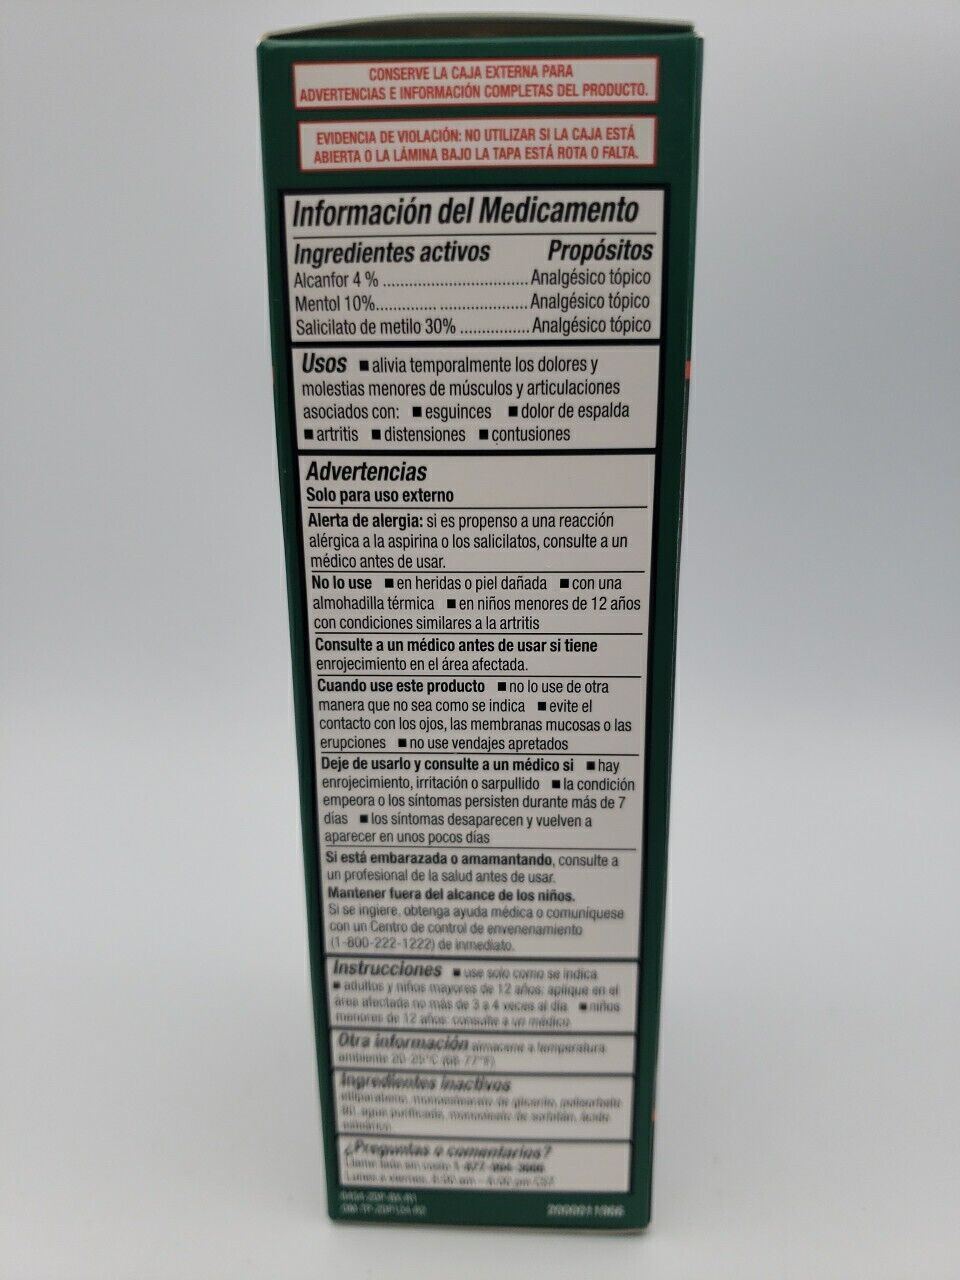 CONSERVE LA CAJA EXTERNA PARA
ADVERTENCIAS E INFORMACIÓN COMPLETAS DEL PRODUCTO.
EVIDENCIA DE VIOLACIÓN: NO UTILIZAR SI LA CAJA ESTÁ
ABIERTA O LA LÁMINA BAJO LA TAPA ESTÁ ROTA O FALTA.
Información del Medicamento
Ingredientes activos Propósitos
Alcanfor 4 % ........................ Analgésico tópico
Mentol 10%.............. .............. Analgésico tópico
Salicilato de metilo 30% ............... Analgésico tópico
Usos ■ alivia temporalmente los dolores y
molestias menores de músculos y articulaciones
asociados con: ■ esguinces ■ dolor de espalda
■ artritis ■ distensiones ■ contusiones
Advertencias
Solo para uso externo
Alerta de alergia: si es propenso a una reacción
alérgica a la aspirina o los salicilatos, consulte a un
médico antes de usar.
No lo use ■ en heridas o piel dañada ■ con una
almohadilla térmica ■ en niños menores de 12 años
con condiciones similares a la artritis
Consulte a un médico antes de usar si tiene
enrojecimiento en el área afectada.
Cuando use este producto ■ no lo use de otra
manera que no sea como se indica ■ evite el
contacto con los ojos, las membranas mucosas o las
erupciones ■ no use vendajes apretados
Deje de usarlo y consulte a un médico si ■ hay
enrojecimiento, irritación o sarpullido ■ la condición
empeora o los síntomas persisten durante más de 7
días ■ los síntomas desaparecen y vuelven a
aparecer en unos pocos días
Si está embarazada o amamantando, consulte a
un profesional de la salud antes de usar.
Mantener fuera del alcance de los niños.
Si se ingiere, obtenga ayuda médica o comuníquese
con un Centro de control de envenenamiento
(1-800-222-1222) de inmediato.
Instrucciones ■ use solo como se indica
■ adultos y niños mayores de 12 años: aplique en el
área afectada no más de 3 a 4 veces al día ■ niños
menores de 12 años: consulte a un médico
Otra información almacene a temperatura
ambiente 20-25°C (68-77°F)
Ingredientes inactivos
agua purificada,
¿Preguntas o comentarios?